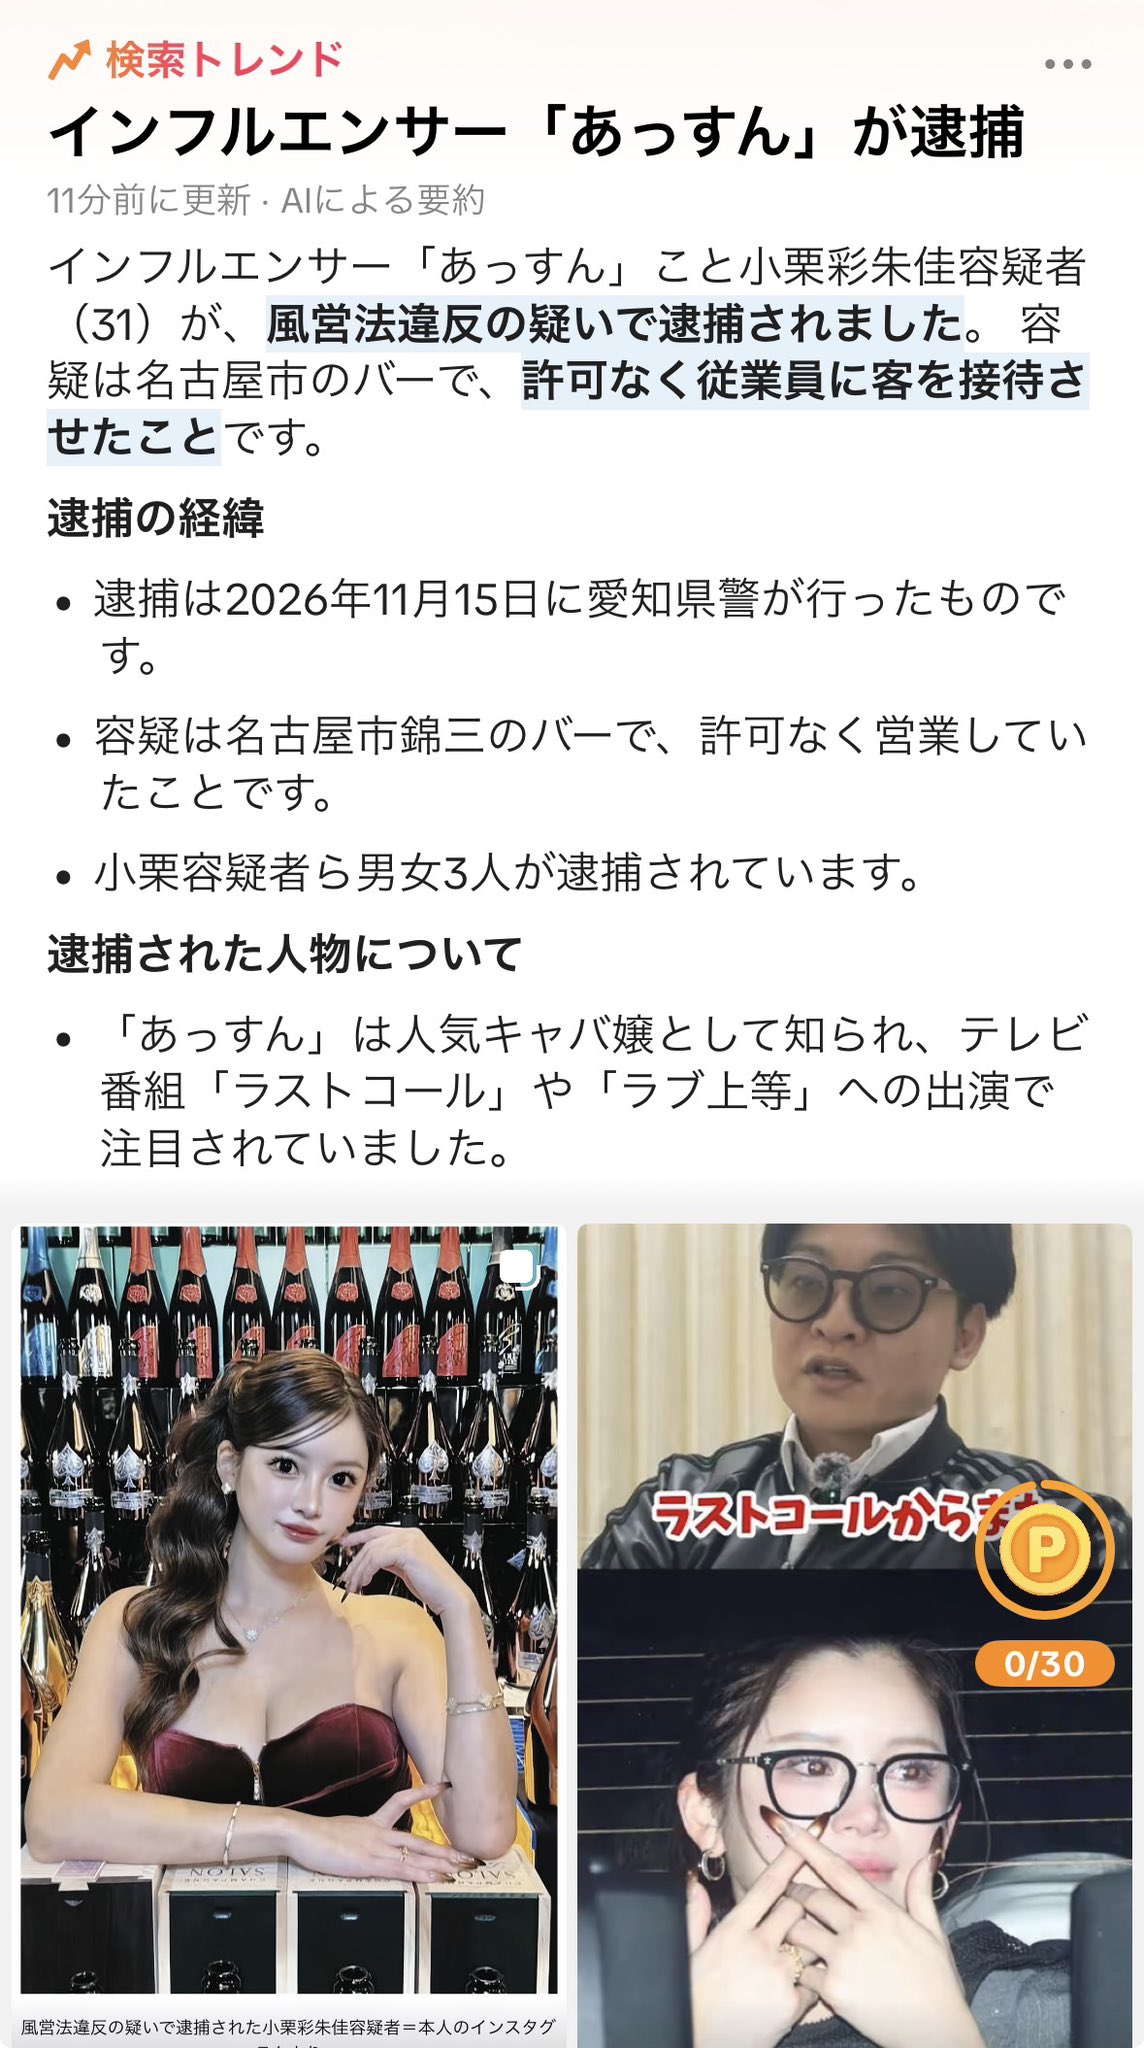 検索トレンド
インフルエンサー「あっすん」が逮捕
11分前に更新 · AIによる要約
インフルエンサー「あっすん」こと小栗彩朱佳容疑者
（31）が、風営法違反の疑いで逮捕されました。 容
疑は名古屋市のバーで、許可なく従業員に客を接待さ
せたことです。
逮捕の経緯
• 逮捕は2026年11月15日に愛知県警が行ったもので
す。
• 容疑は名古屋市錦三のバーで、許可なく営業してい
たことです。
• 小栗容疑者ら男女3人が逮捕されています。
逮捕された人物について
• 「あっすん」は人気キャバ嬢として知られ、テレビ
番組「ラストコール」や「ラブ上等」への出演で
注目されていました。
ラストコールからまた
P
0/30
SALON
CHAMPAGNE
風営法違反の疑いで逮捕された小栗彩朱佳容疑者＝本人のインスタグ